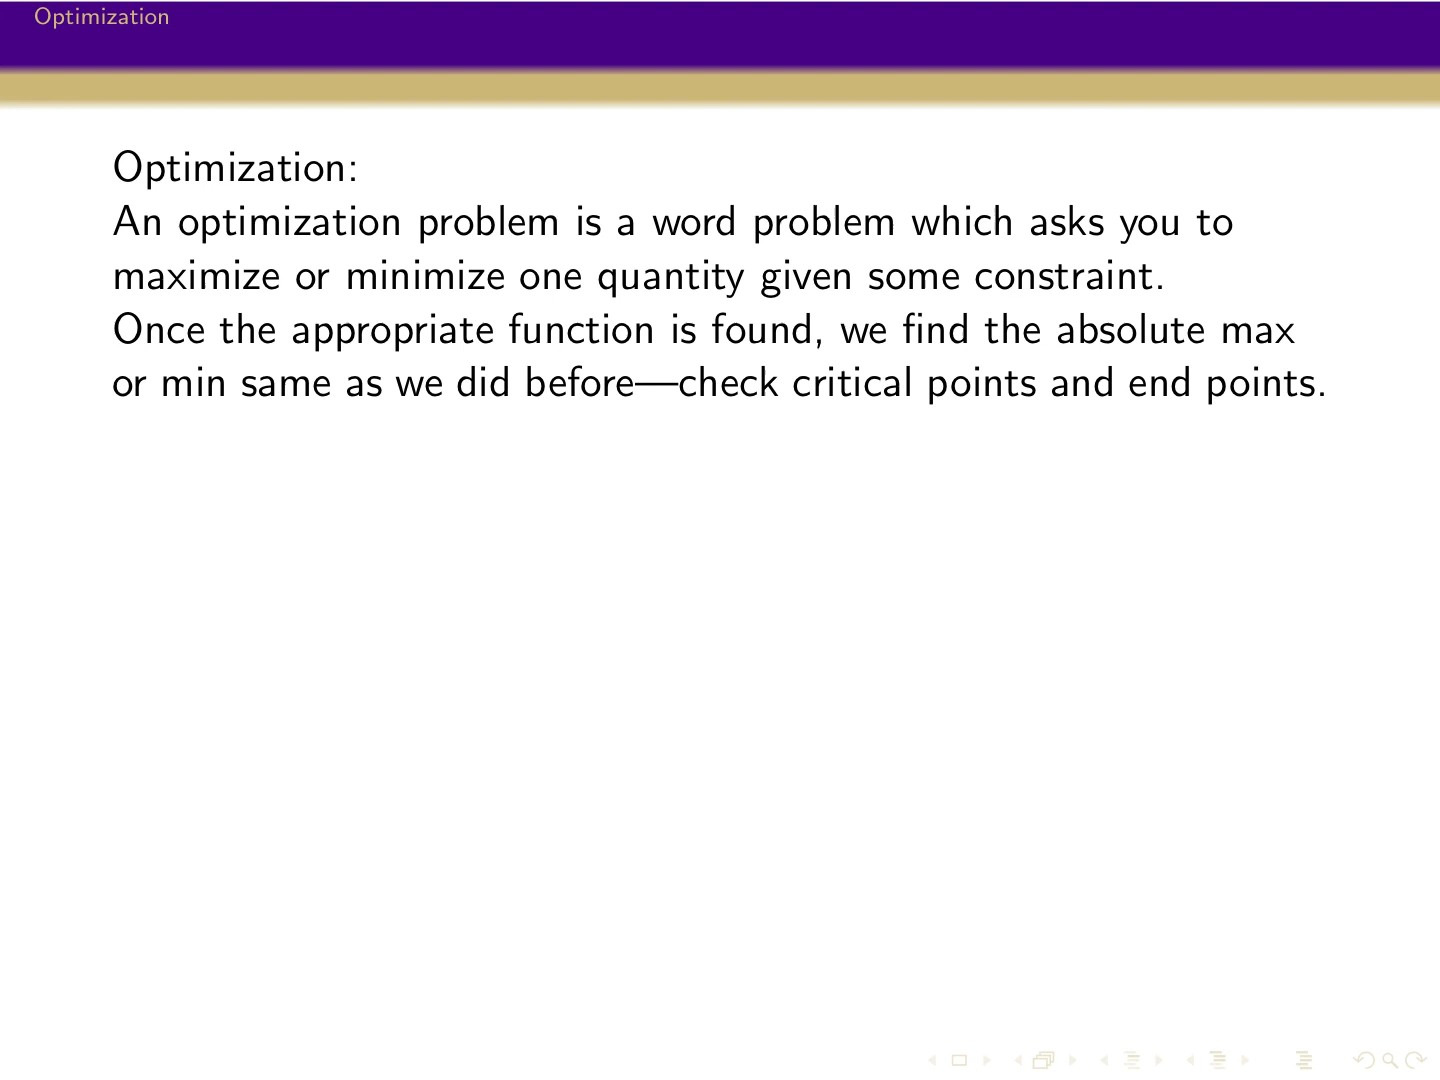 Optimization
Optimization:
An optimization problem is a word problem which asks you to
maximize or minimize one quantity given some constraint.
Once the appropriate function is found, we find the absolute max
or min same as we did before—check critical points and end points.